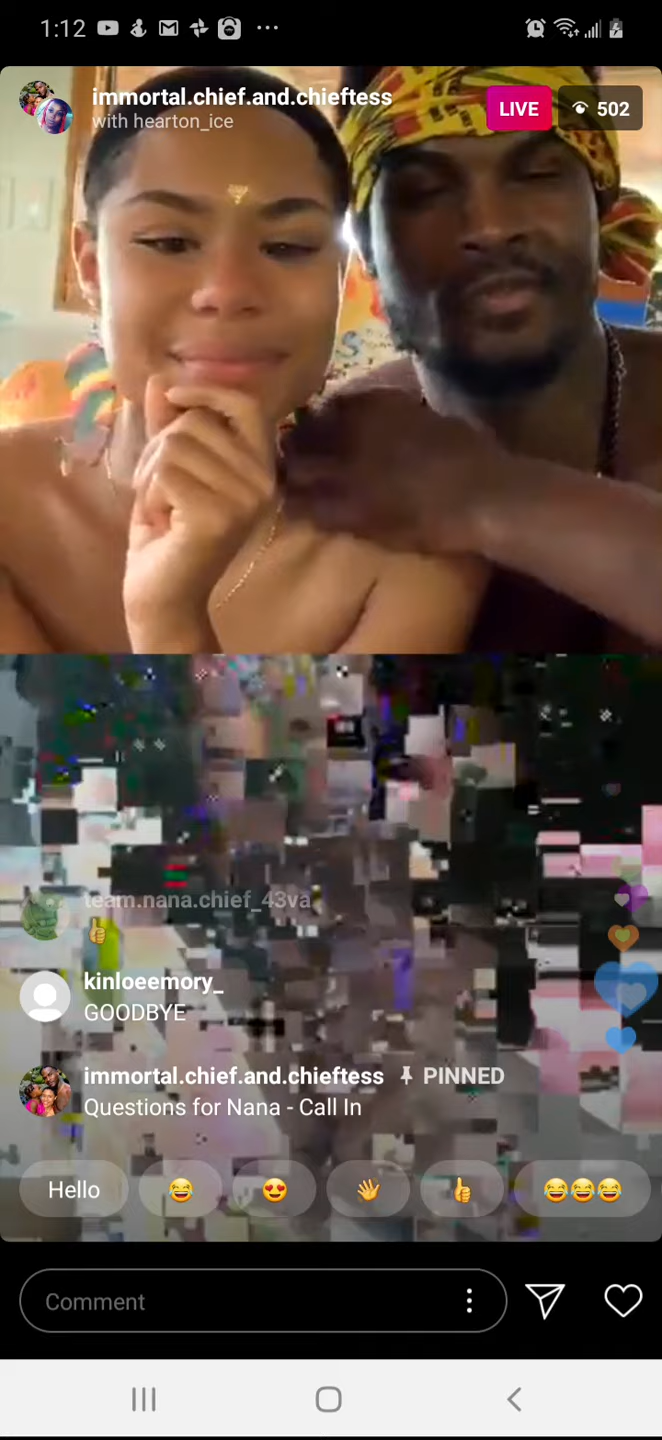 1:12
immortal.chief.and.chieftess
with hearton_ice
LIVE
502
team.nana.chief_43va
kinloeemory_
GOODBYE
immortal.chief.and.chieftess PINNED
Questions for Nana - Call In
Hello
Comment